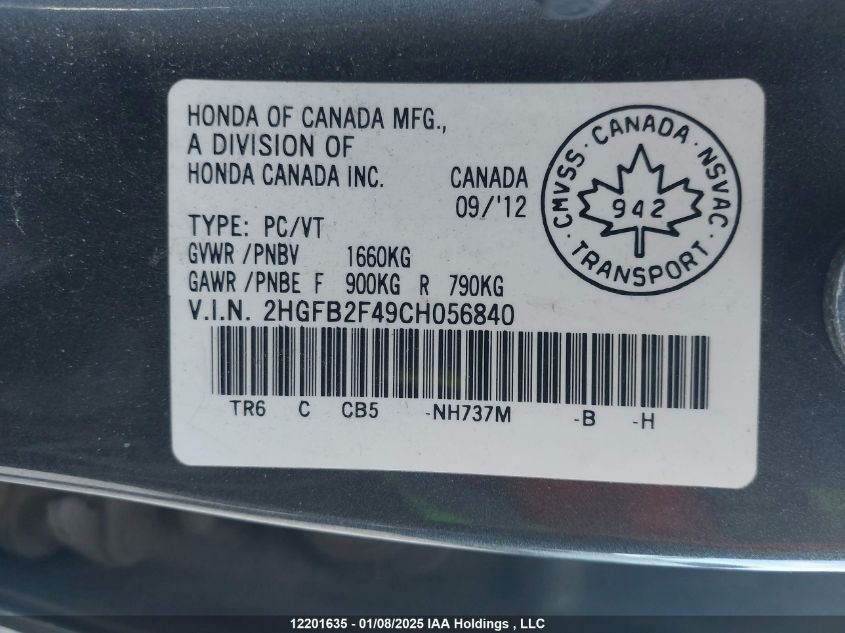 HONDA OF CANADA MFG.,
A DIVISION OF
HONDA CANADA INC. CANADA
09/'12
TYPE: PC/VT
GVWR /PNBV 1660KG
GAWR /PNBE F 900KG R 790KG
V.I.N. 2HGFB2F49CH056840
TR6 C CB5 -NH737M -B -H
CMVSS · CANADA · NSVAC · TRANSPORT ·
942
12201635 - 01/08/2025 IAA Holdings , LLC